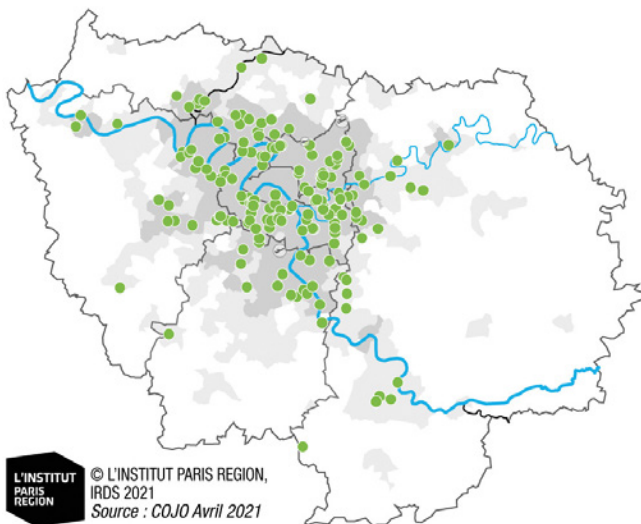 L'INSTITUT
PARIS
REGION
© L'INSTITUT PARIS REGION,
IRDS 2021
Source : COJO Avril 2021